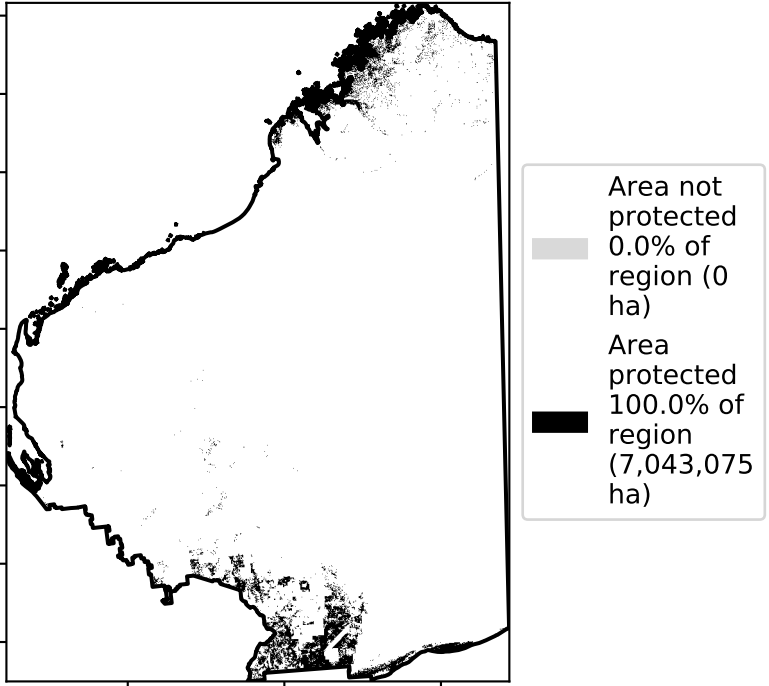 Area not
protected
0.0% of
region (0
ha)
Area
protected
100.0% of
region
(7,043,075
ha)